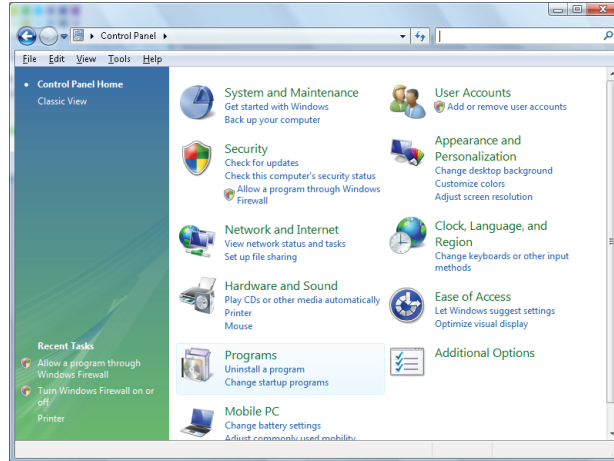 Control Panel
File Edit View Tools Help
Control Panel Home
Classic View
System and Maintenance
Get started with Windows
Back up your computer
Security
Check for updates
Check this computer's security status
Allow a program through Windows
Firewall
Network and Internet
View network status and tasks
Set up file sharing
Hardware and Sound
Play CDs or other media automatically
Printer
Mouse
Programs
Uninstall a program
Change startup programs
Mobile PC
Change battery settings
Adjust commonly used mobility
User Accounts
Add or remove user accounts
Appearance and
Personalization
Change desktop background
Customize colors
Adjust screen resolution
Clock, Language, and
Region
Change keyboards or other input
methods
Ease of Access
Let Windows suggest settings
Optimize visual display
Additional Options
Recent Tasks
Allow a program through
Windows Firewall
Turn Windows Firewall on or
off
Printer